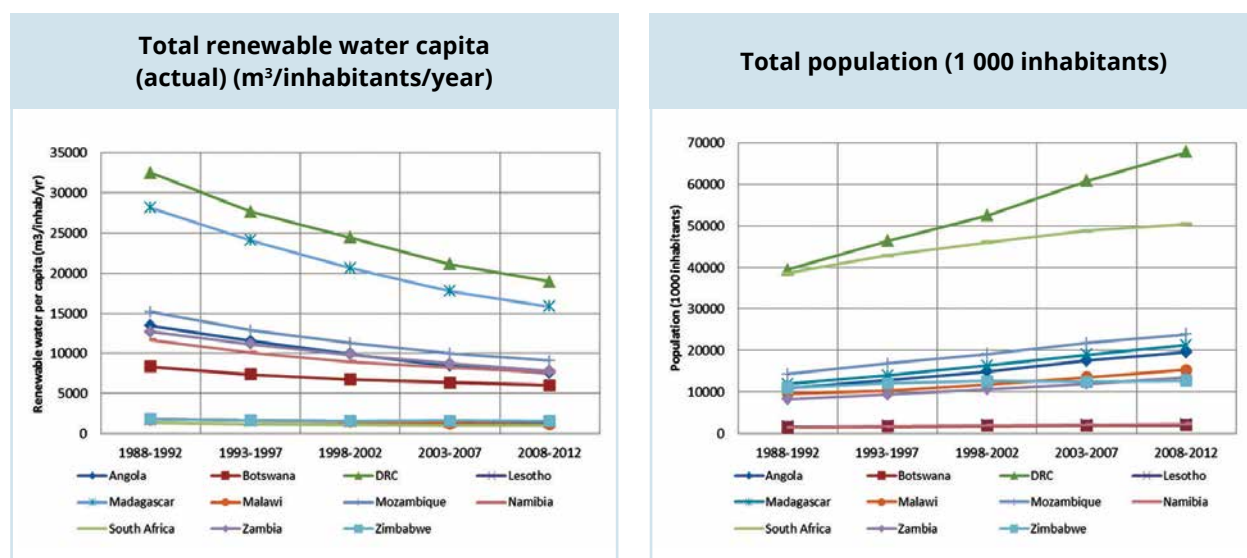 Total renewable water capita
(actual) (m³/inhabitants/year)
Renewable water per capita (m3/inhab/yr)
35000
30000
25000
20000
15000
10000
5000
0
1988-1992 1993-1997 1998-2002 2003-2007 2008-2012
Angola Botswana DRC Lesotho
Madagascar Malawi Mozambique Namibia
South Africa Zambia Zimbabwe
Total population (1 000 inhabitants)
Population (1000 inhabitants)
70000
60000
50000
40000
30000
20000
10000
0
1988-1992 1993-1997 1998-2002 2003-2007 2008-2012
Angola Botswana DRC Lesotho
Madagascar Malawi Mozambique Namibia
South Africa Zambia Zimbabwe